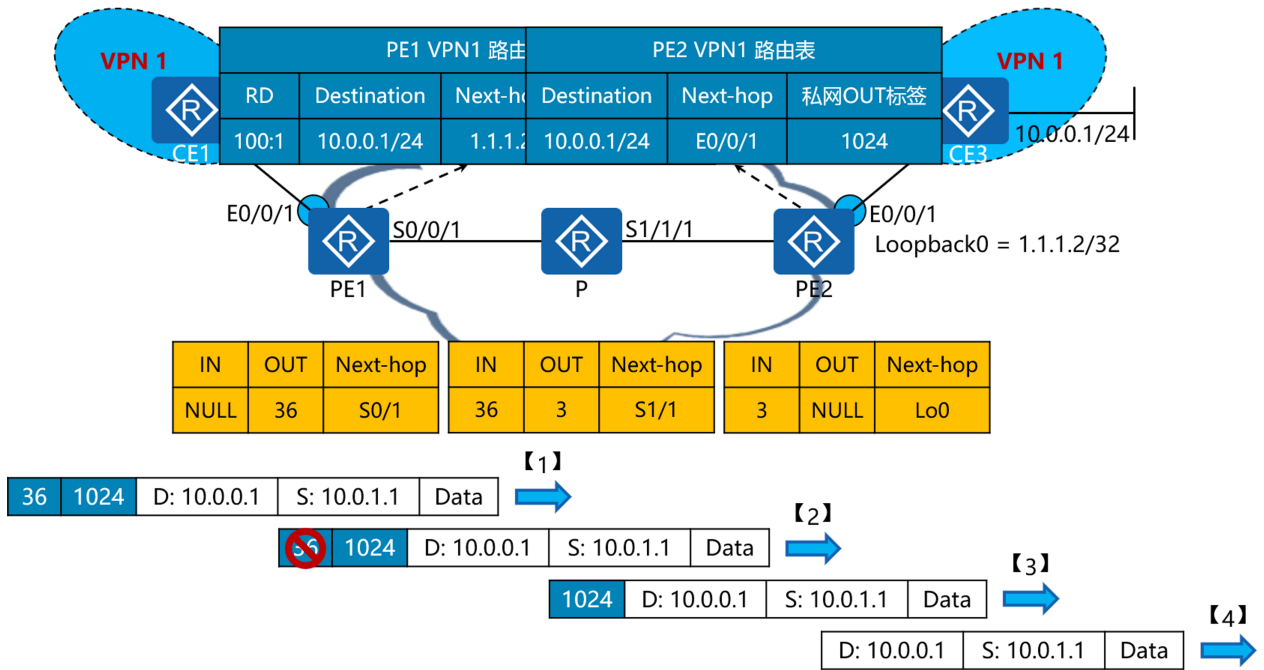 VPN 1
VPN 1
PE1 VPN1 路由
RD Destination Next-h
100:1 10.0.0.1/24 1.1.1.2
PE2 VPN1 路由表
Destination Next-hop 私网OUT标签
10.0.0.1/24 E0/0/1 1024
CE1
CE3
10.0.0.1/24
E0/0/1
S0/0/1
S1/1/1
E0/0/1
Loopback0 = 1.1.1.2/32
PE1
P
PE2
IN OUT Next-hop
NULL 36 S0/1
IN OUT Next-hop
36 3 S1/1
IN OUT Next-hop
3 NULL Lo0
【1】
36 1024 D: 10.0.0.1 S: 10.0.1.1 Data
【2】
36 1024 D: 10.0.0.1 S: 10.0.1.1 Data
【3】
1024 D: 10.0.0.1 S: 10.0.1.1 Data
【4】
D: 10.0.0.1 S: 10.0.1.1 Data